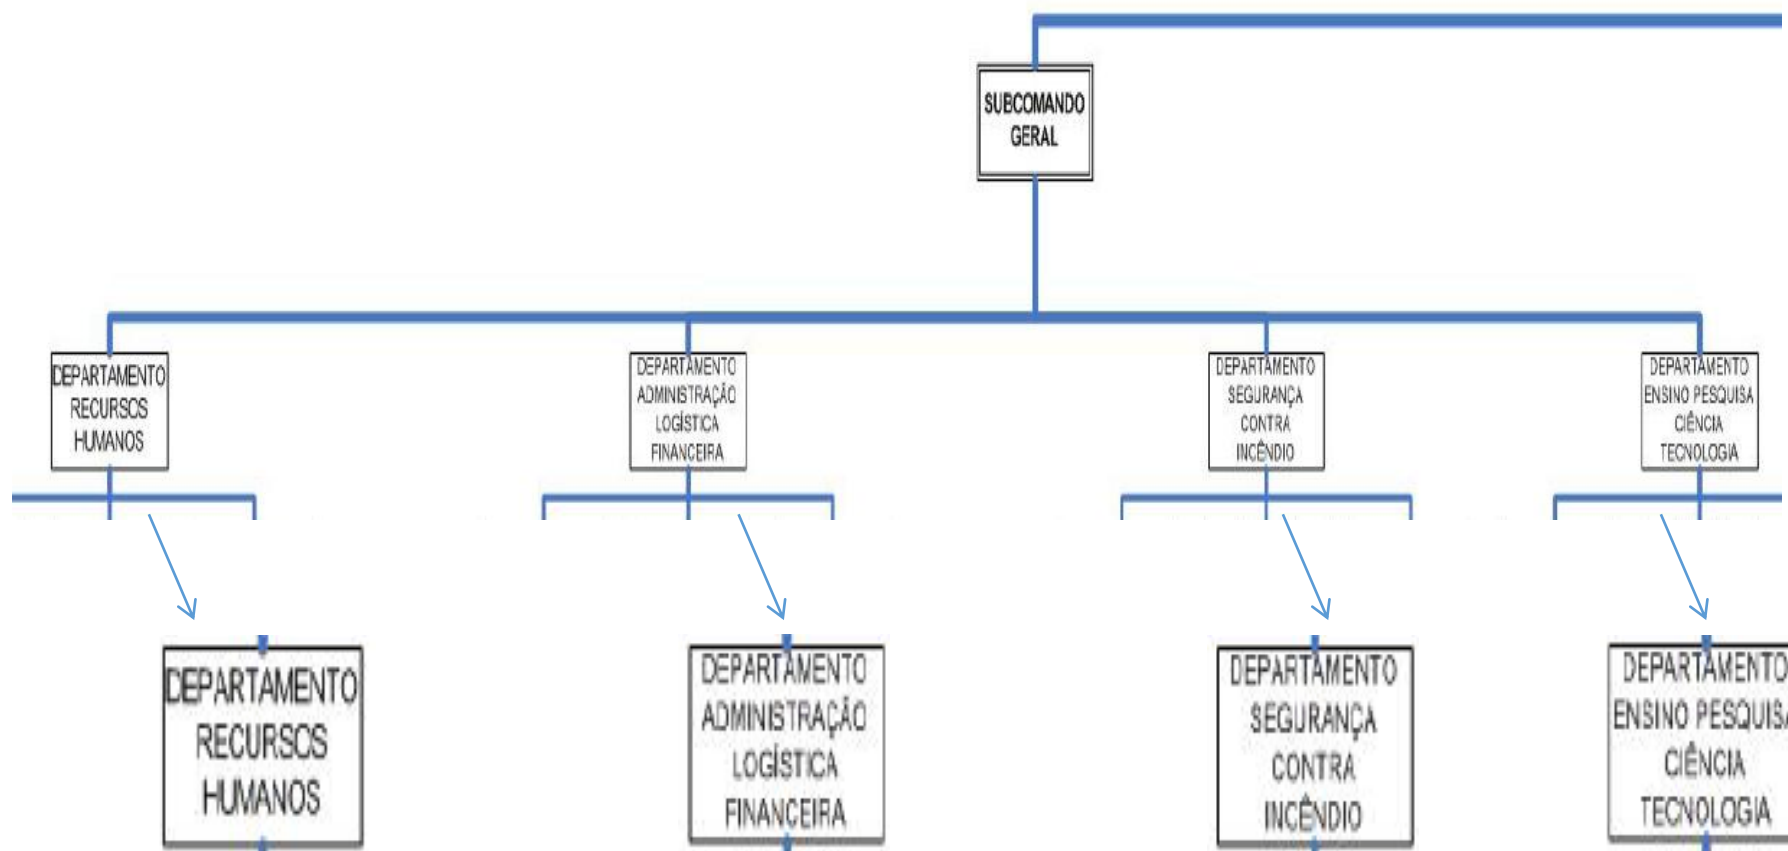 SUBCOMANDO
GERAL
DEPARTAMENTO
RECURSOS
HUMANOS
DEPARTAMENTO
ADMINISTRAÇÃO
LOGÍSTICA
FINANCEIRA
DEPARTAMENTO
SEGURANÇA
CONTRA
INCÊNDIO
DEPARTAMENTO
ENSINO PESQUISA
CIÊNCIA
TECNOLOGIA
DEPARTAMENTO
RECURSOS
HUMANOS
DEPARTAMENTO
ADMINISTRAÇÃO
LOGÍSTICA
FINANCEIRA
DEPARTAMENTO
SEGURANÇA
CONTRA
INCÊNDIO
DEPARTAMENTO
ENSINO PESQUISA
CIÊNCIA
TECNOLOGIA